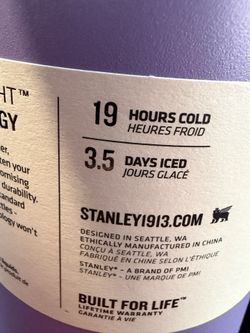 HT™
GY
19 HOURS COLD
HEURES FROID
3.5 DAYS ICED
JOURS GLACÉ
STANLEY1913.COM
DESIGNED IN SEATTLE, WA
ETHICALLY MANUFACTURED IN CHINA
CONÇU À SEATTLE, WA
FABRIQUÉ EN CHINE SELON L'ÉTHIQUE
STANLEY® - A BRAND OF PMI
STANLEY® - UNE MARQUE DE PMI
BUILT FOR LIFE™
LIFETIME WARRANTY
GARANTIE À VIE
durability.